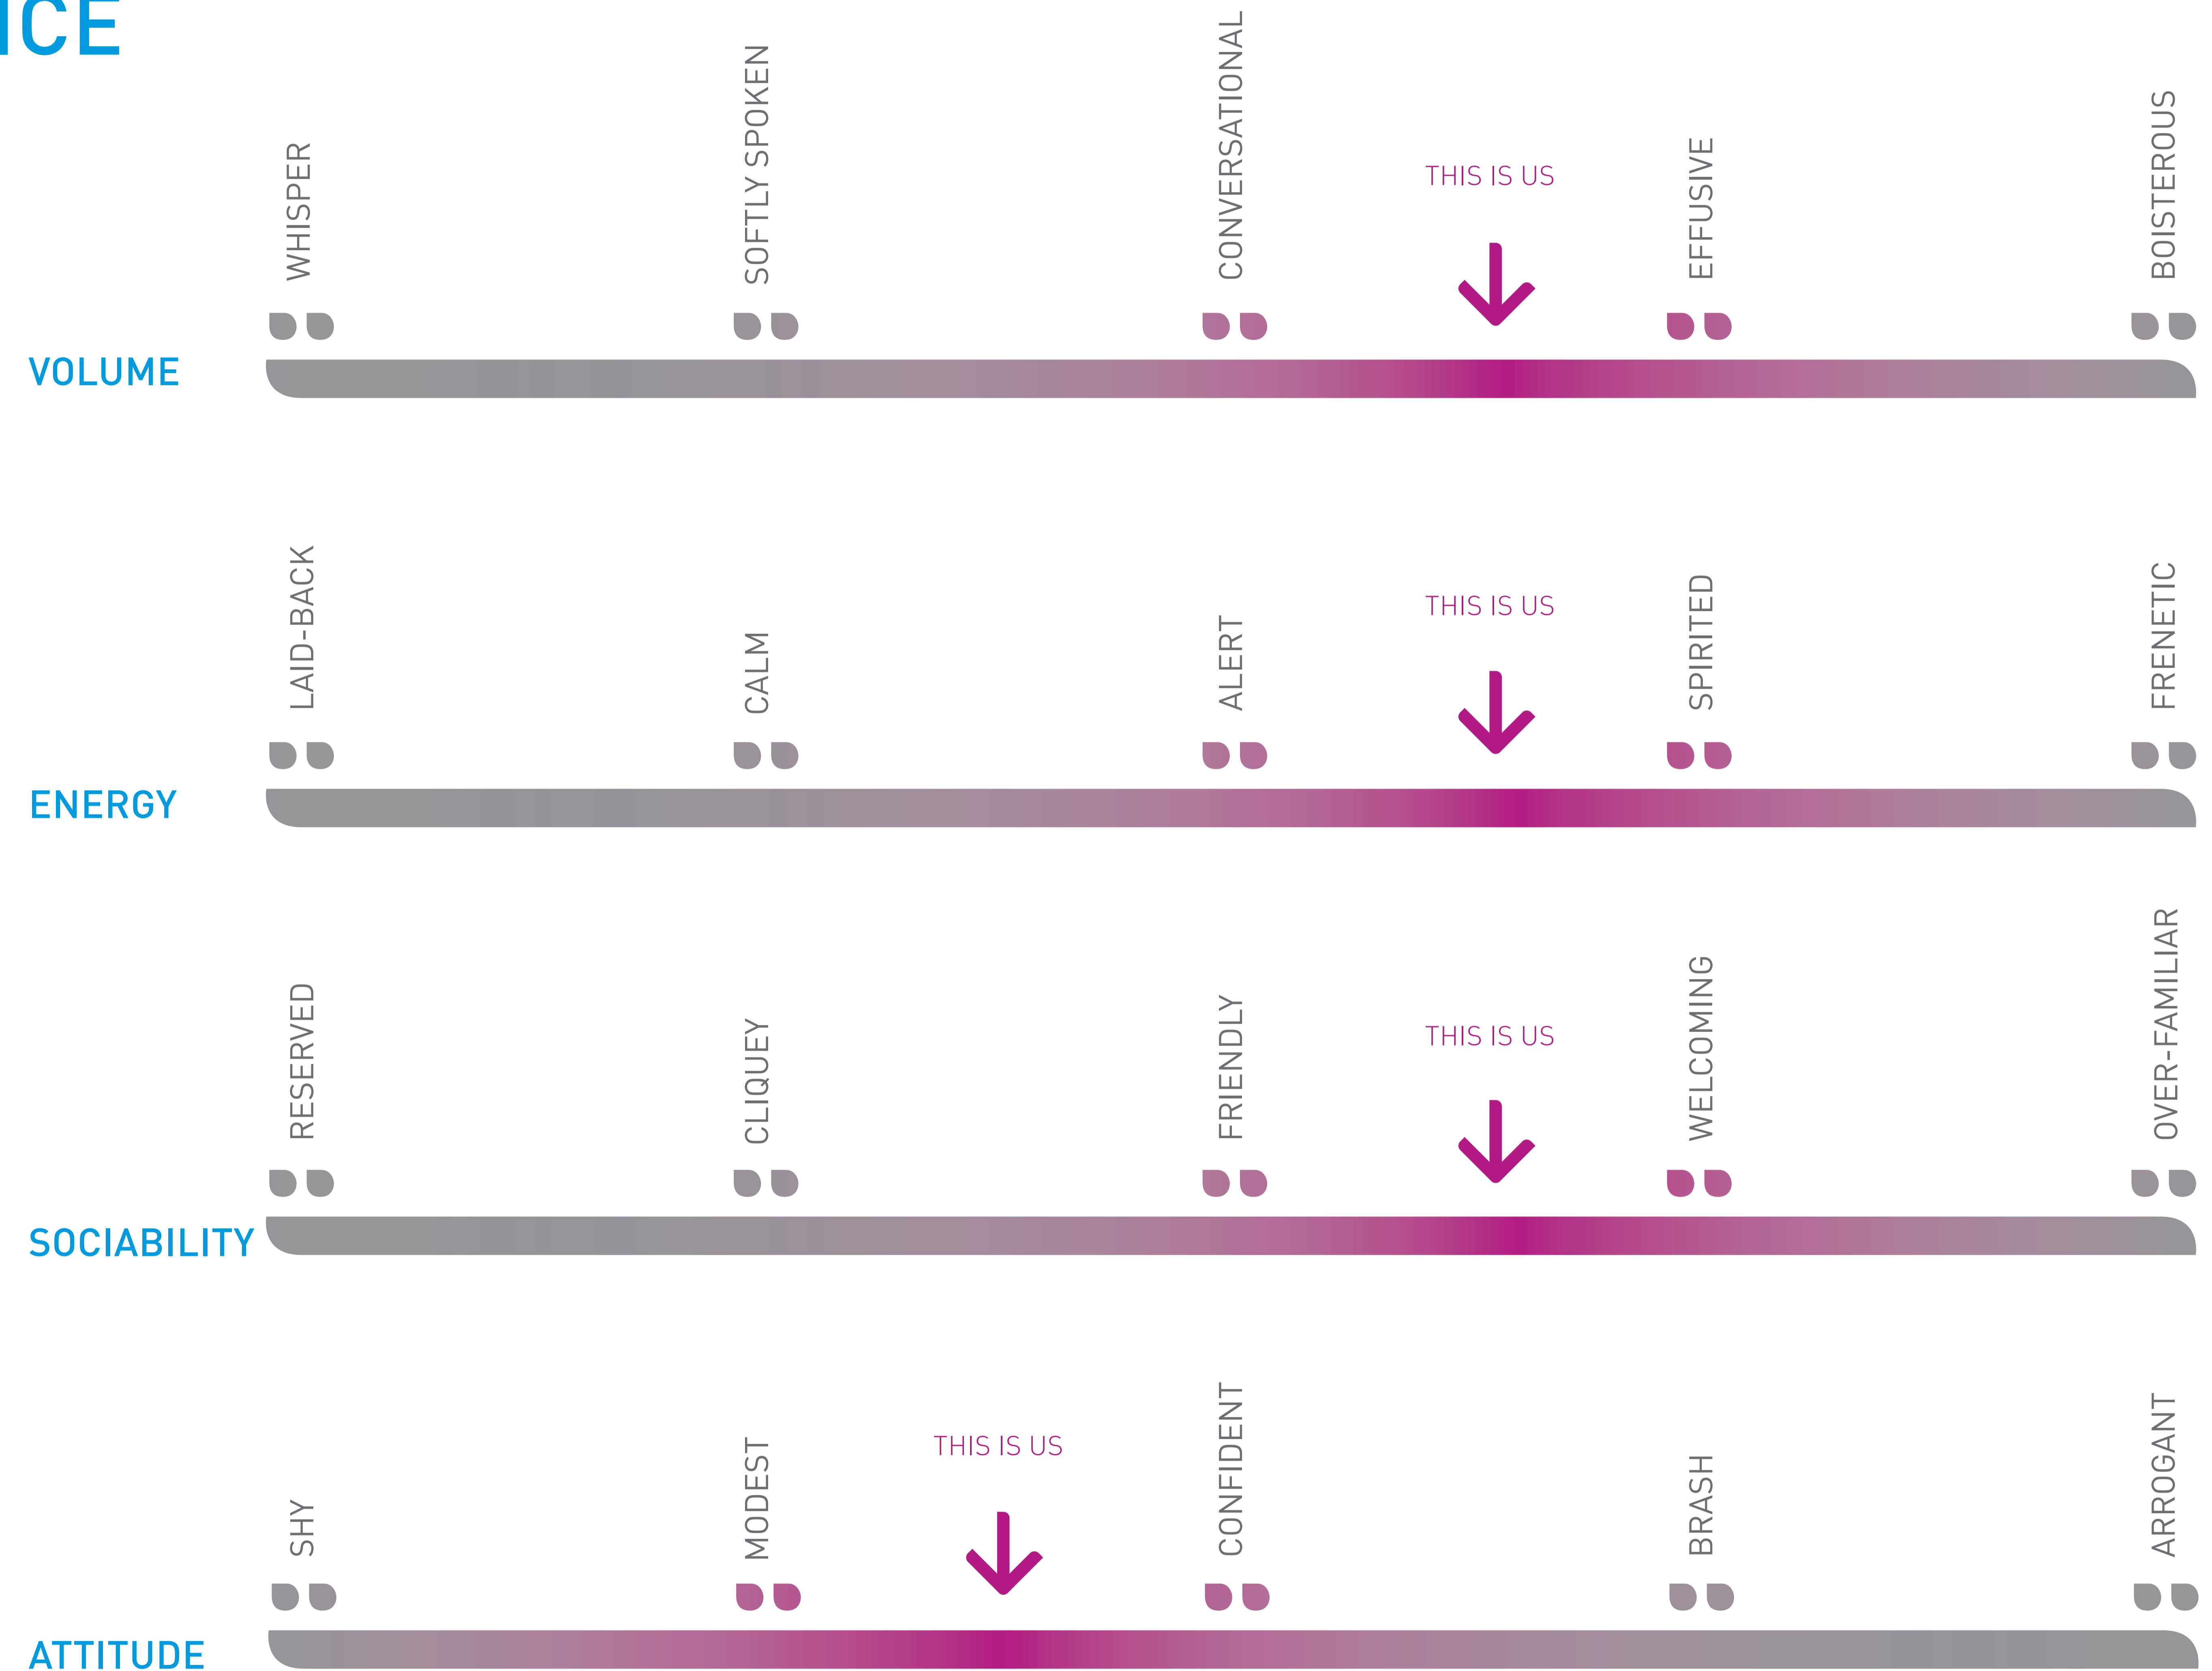 ICE
WHISPER
SOFTLY SPOKEN
CONVERSATIONAL
THIS IS US
EFFUSIVE
BOISTEROUS
VOLUME
LAID-BACK
CALM
ALERT
THIS IS US
SPIRITED
FRENETIC
ENERGY
RESERVED
CLIQUEY
FRIENDLY
THIS IS US
WELCOMING
OVER-FAMILIAR
SOCIABILITY
SHY
MODEST
THIS IS US
CONFIDENT
BRASH
ARROGANT
ATTITUDE